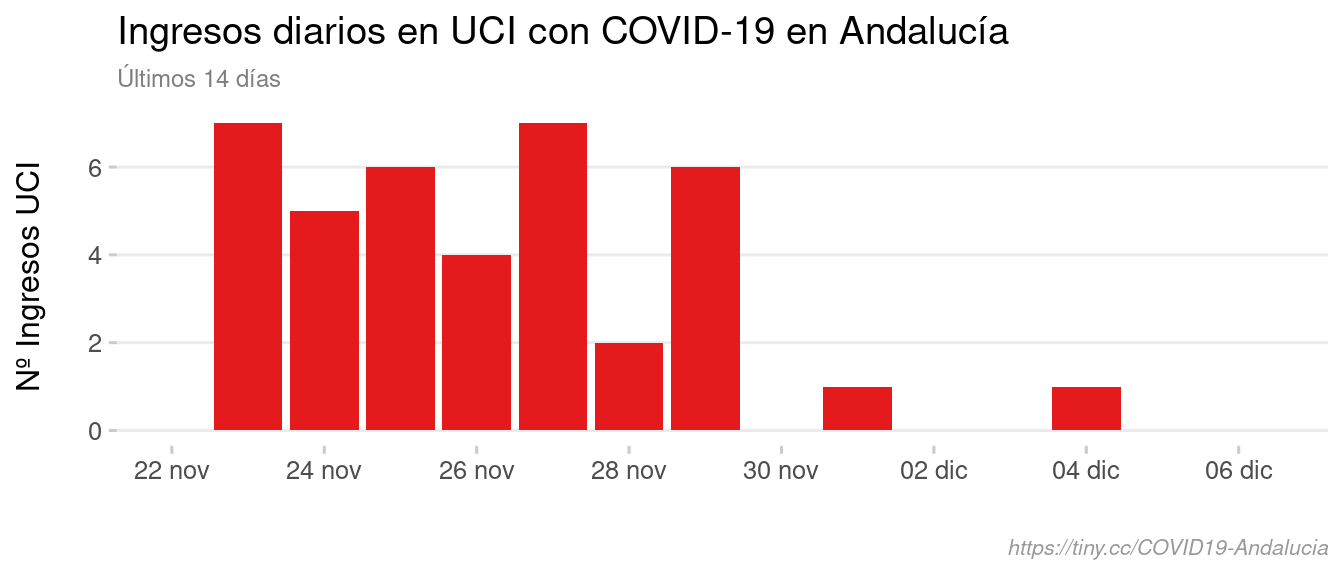 Ingresos diarios en UCI con COVID-19 en Andalucía
Últimos 14 días
Nº Ingresos UCI
6
4
2
0
22 nov 24 nov 26 nov 28 nov 30 nov 02 dic 04 dic 06 dic
https://tiny.cc/COVID19-Andalucia